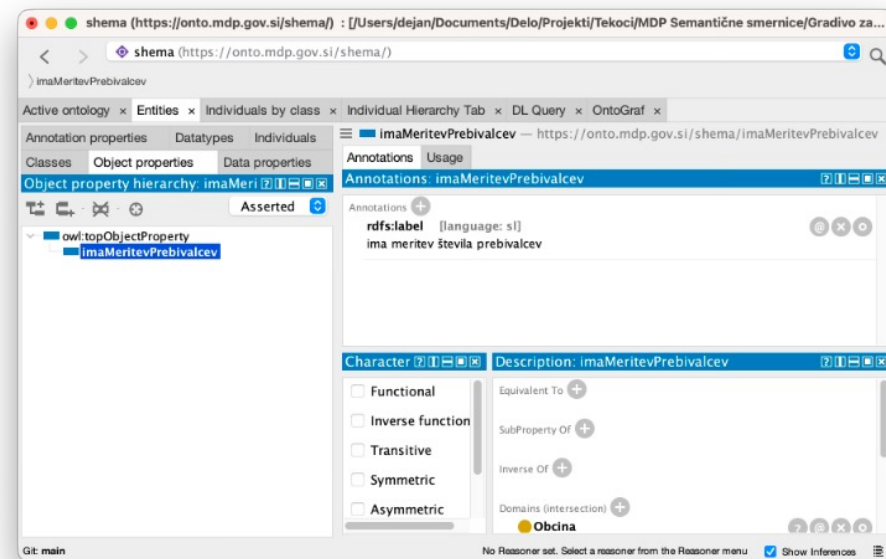 shema (https://onto.mdp.gov.si/shema/) : [/Users/dejan/Documents/Delo/Projekti/Tekoci/MDP Semantične smernice/Gradivo za...
shema (https://onto.mdp.gov.si/shema/)
imaMeritevPrebivalcev
Active ontology × Entities × Individuals by class × Individual Hierarchy Tab × DL Query × OntoGraf ×
Annotation properties Datatypes Individuals
Classes Object properties Data properties
Object property hierarchy: imaMeri
Asserted
owl:topObjectProperty
imaMeritevPrebivalcev
imaMeritevPrebivalcev — https://onto.mdp.gov.si/shema/imaMeritevPrebivalcev
Annotations Usage
Annotations: imaMeritevPrebivalcev
Annotations
rdfs:label [language: sl]
ima meritev števila prebivalcev
Character
Functional
Inverse function
Transitive
Symmetric
Asymmetric
Description: imaMeritevPrebivalcev
Equivalent To
SubProperty Of
Inverse Of
Domains (intersection)
Obcina
Git: main
No Reasoner set. Select a reasoner from the Reasoner menu Show Inferences